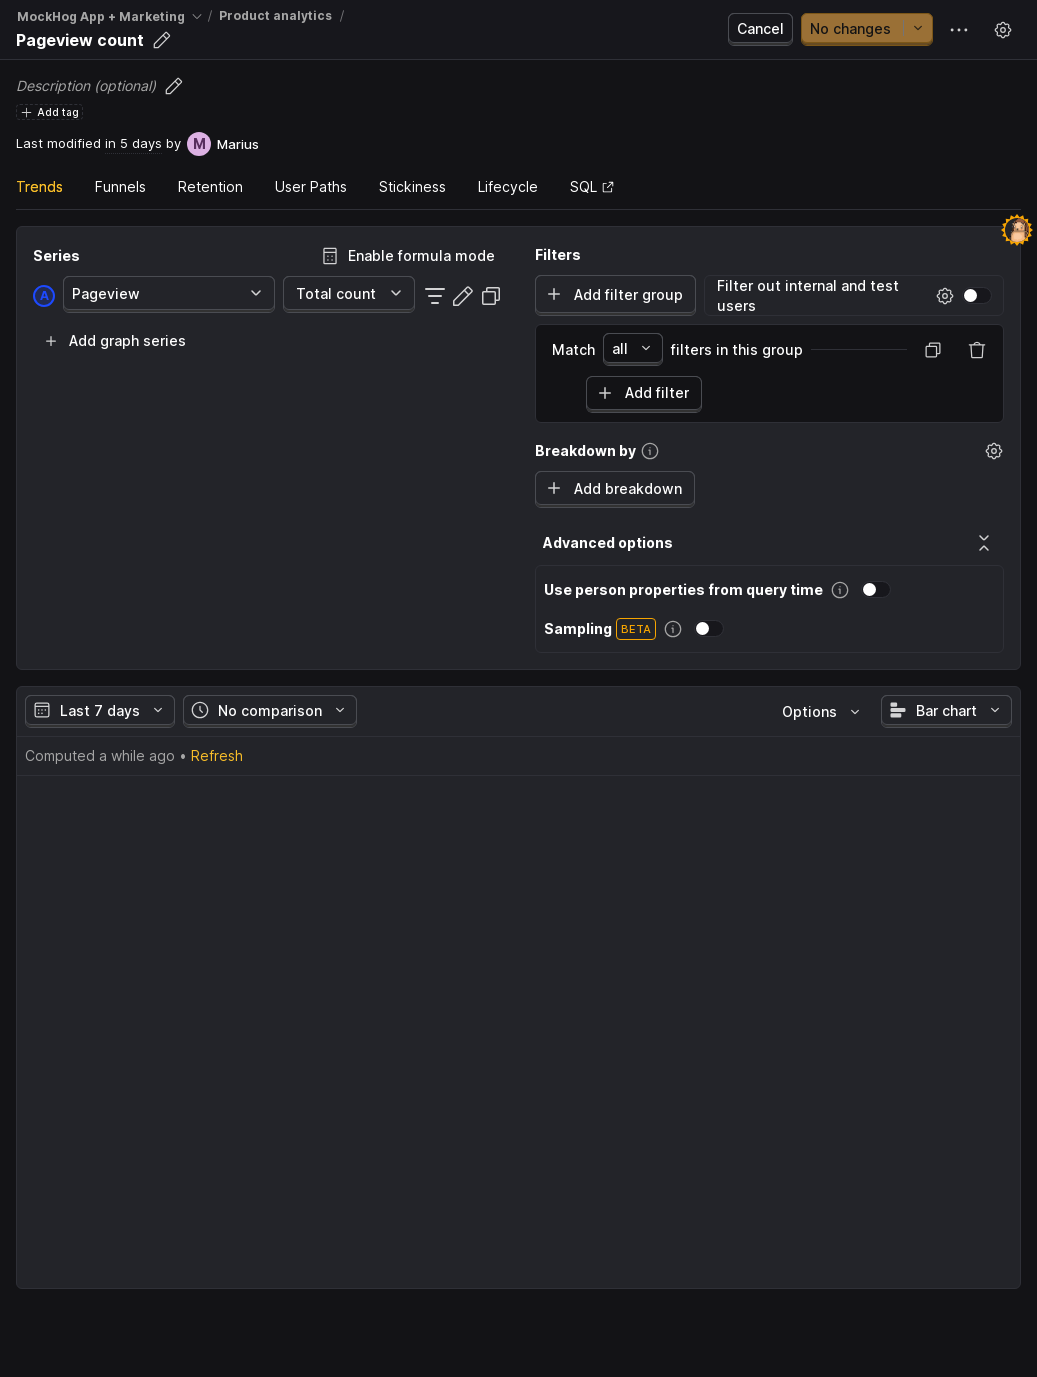 MockHog App + Marketing / Product analytics /
Pageview count
Cancel
No changes
Description (optional)
Add tag
Last modified in 5 days by M Marius
Trends
Funnels
Retention
User Paths
Stickiness
Lifecycle
SQL
Series
Enable formula mode
A
Pageview
Total count
Add graph series
Filters
Add filter group
Filter out internal and test
users
Match all filters in this group
Add filter
Breakdown by
Add breakdown
Advanced options
Use person properties from query time
Sampling BETA
Last 7 days
No comparison
Options
Bar chart
Computed a while ago • Refresh